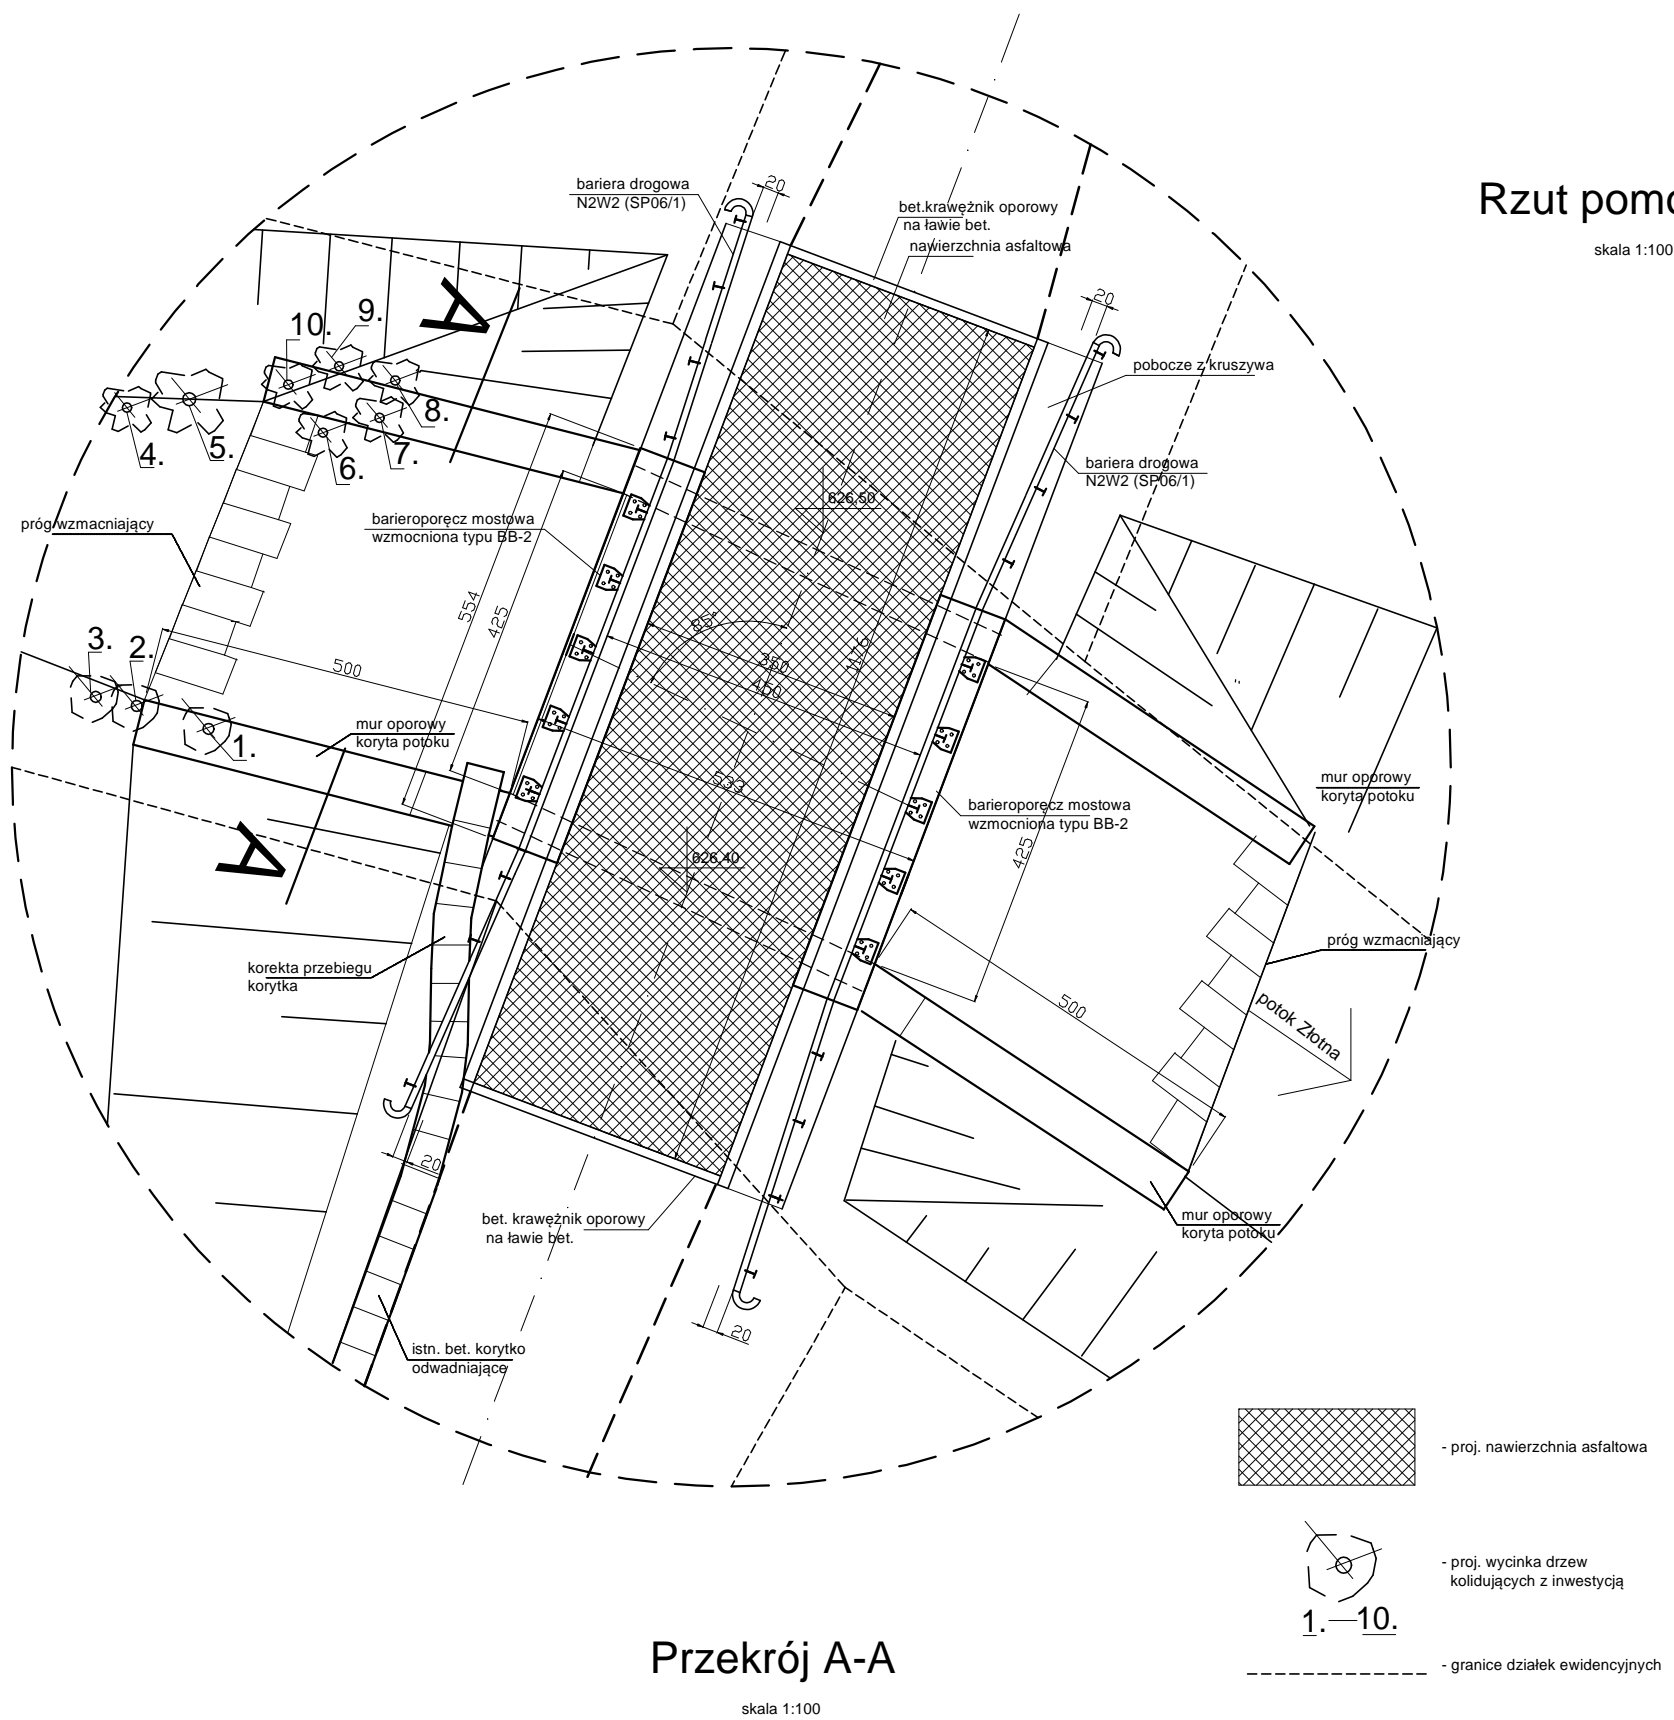 Rzut pomo
skala 1:100
bariera drogowa
N2W2 (SP06/1)
20
bet.krawężnik oporowy
na ławie bet.
nawierzchnia asfaltowa
20
pobocze z kruszywa
bariera drogowa
N2W2 (SP06/1)
A
10.
9.
8.
7.
6.
5.
4.
próg wzmacniający
barieroporęcz mostowa
wzmocniona typu BB-2
626,50
554
425
85°
350
450
1176
533
626,40
3.
2.
1.
500
mur oporowy
koryta potoku
A
korekta przebiegu
korytka
mur oporowy
koryta potoku
barieroporęcz mostowa
wzmocniona typu BB-2
425
próg wzmacniający
500
potok Złotna
20
bet. krawężnik oporowy
na ławie bet.
mur oporowy
koryta potoku
20
istn. bet. korytko
odwadniające
- proj. nawierzchnia asfaltowa
- proj. wycinka drzew
kolidujących z inwestycją
1. — 10.
- granice działek ewidencyjnych
Przekrój A-A
skala 1:100